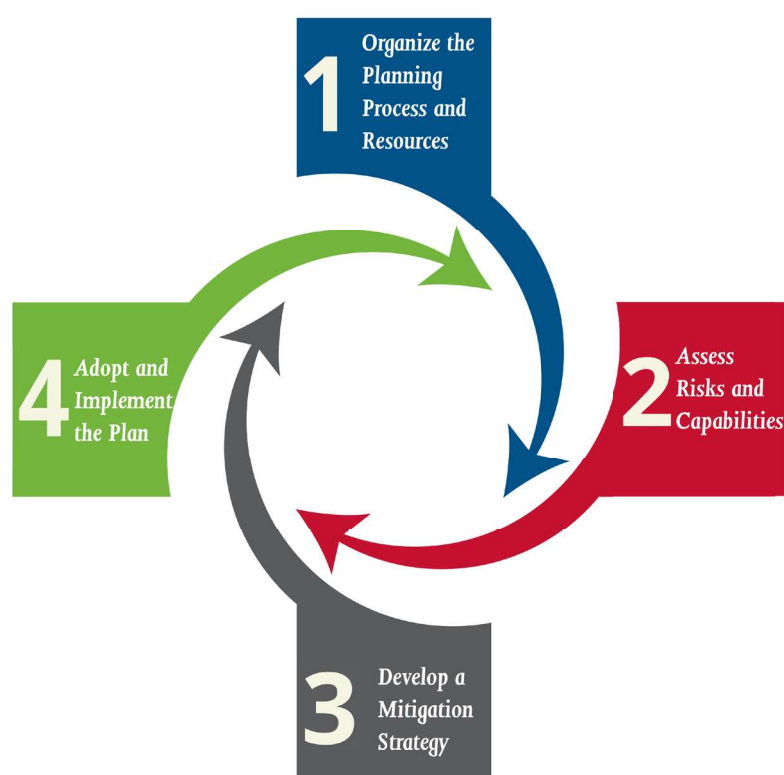 1
Organize the
Planning
Process and
Resources
2
Assess
Risks and
Capabilities
3
Develop a
Mitigation
Strategy
4
Adopt and
Implement
the Plan